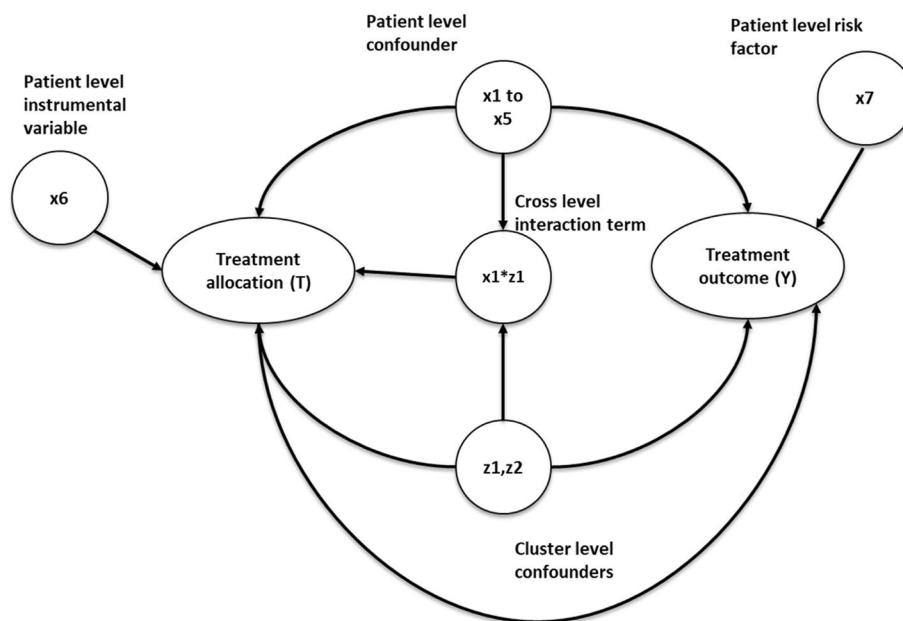 Patient level
confounder
Patient level risk
factor
Patient level
instrumental
variable
x1 to
x5
x7
x6
Cross level
interaction term
Treatment
allocation (T)
x1*z1
Treatment
outcome (Y)
z1,z2
Cluster level
confounders